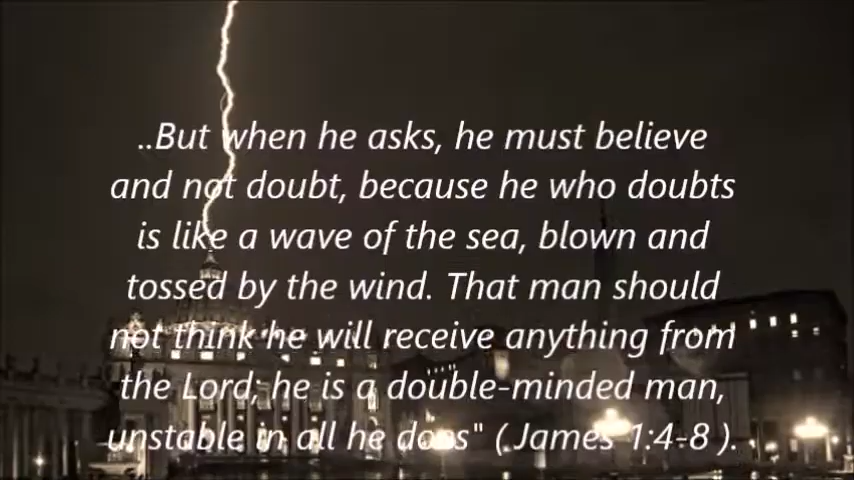 ..But when he asks, he must believe
and not doubt, because he who doubts
is like a wave of the sea, blown and
tossed by the wind. That man should
not think he will receive anything from
the Lord; he is a double-minded man,
unstable in all he does" ( James 1:4-8 ).